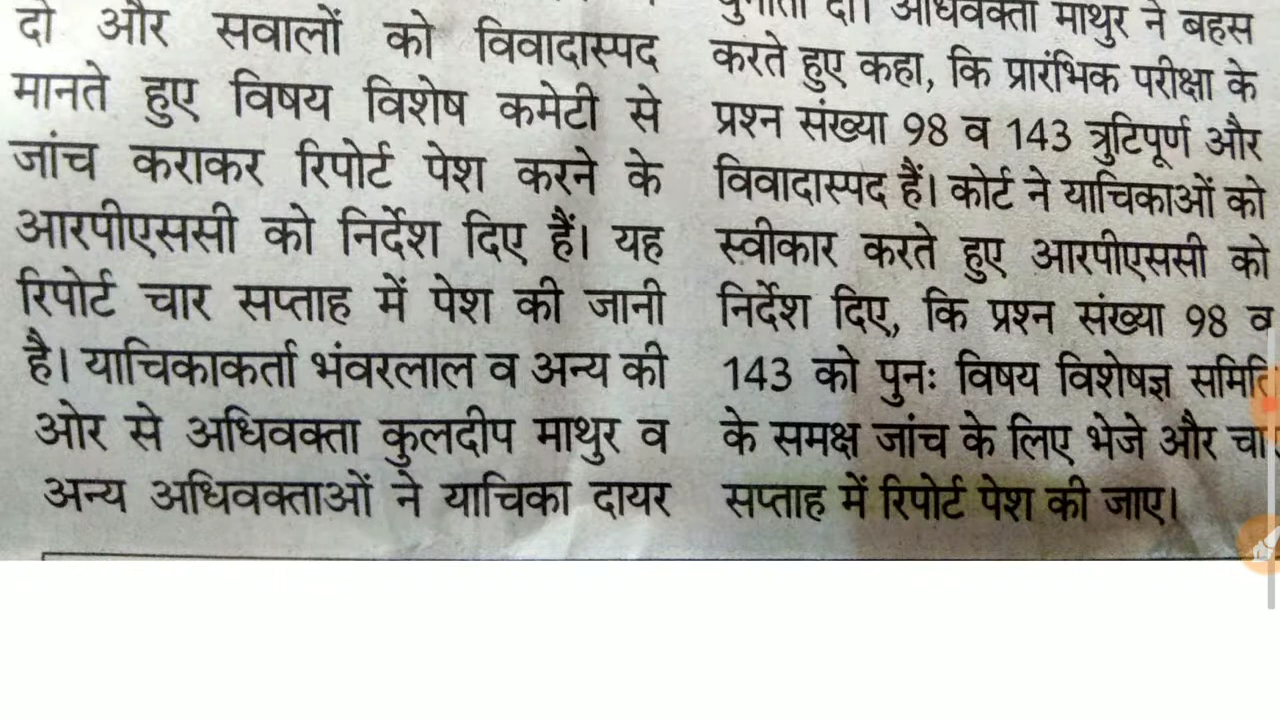 दो और सवालों को विवादास्पद
मानते हुए विषय विशेष कमेटी से
जांच कराकर रिपोर्ट पेश करने के
आरपीएससी को निर्देश दिए हैं। यह
रिपोर्ट चार सप्ताह में पेश की जानी
है। याचिकाकर्ता भंवरलाल व अन्य की
ओर से अधिवक्ता कुलदीप माथुर व
अन्य अधिवक्ताओं ने याचिका दायर
चुनौती दी। अधिवक्ता माथुर ने बहस
करते हुए कहा, कि प्रारंभिक परीक्षा के
प्रश्न संख्या 98 व 143 त्रुटिपूर्ण और
विवादास्पद हैं। कोर्ट ने याचिकाओं को
स्वीकार करते हुए आरपीएससी को
निर्देश दिए, कि प्रश्न संख्या 98 व
143 को पुनः विषय विशेषज्ञ समिति
के समक्ष जांच के लिए भेजे और
सप्ताह में रिपोर्ट पेश की जाए।